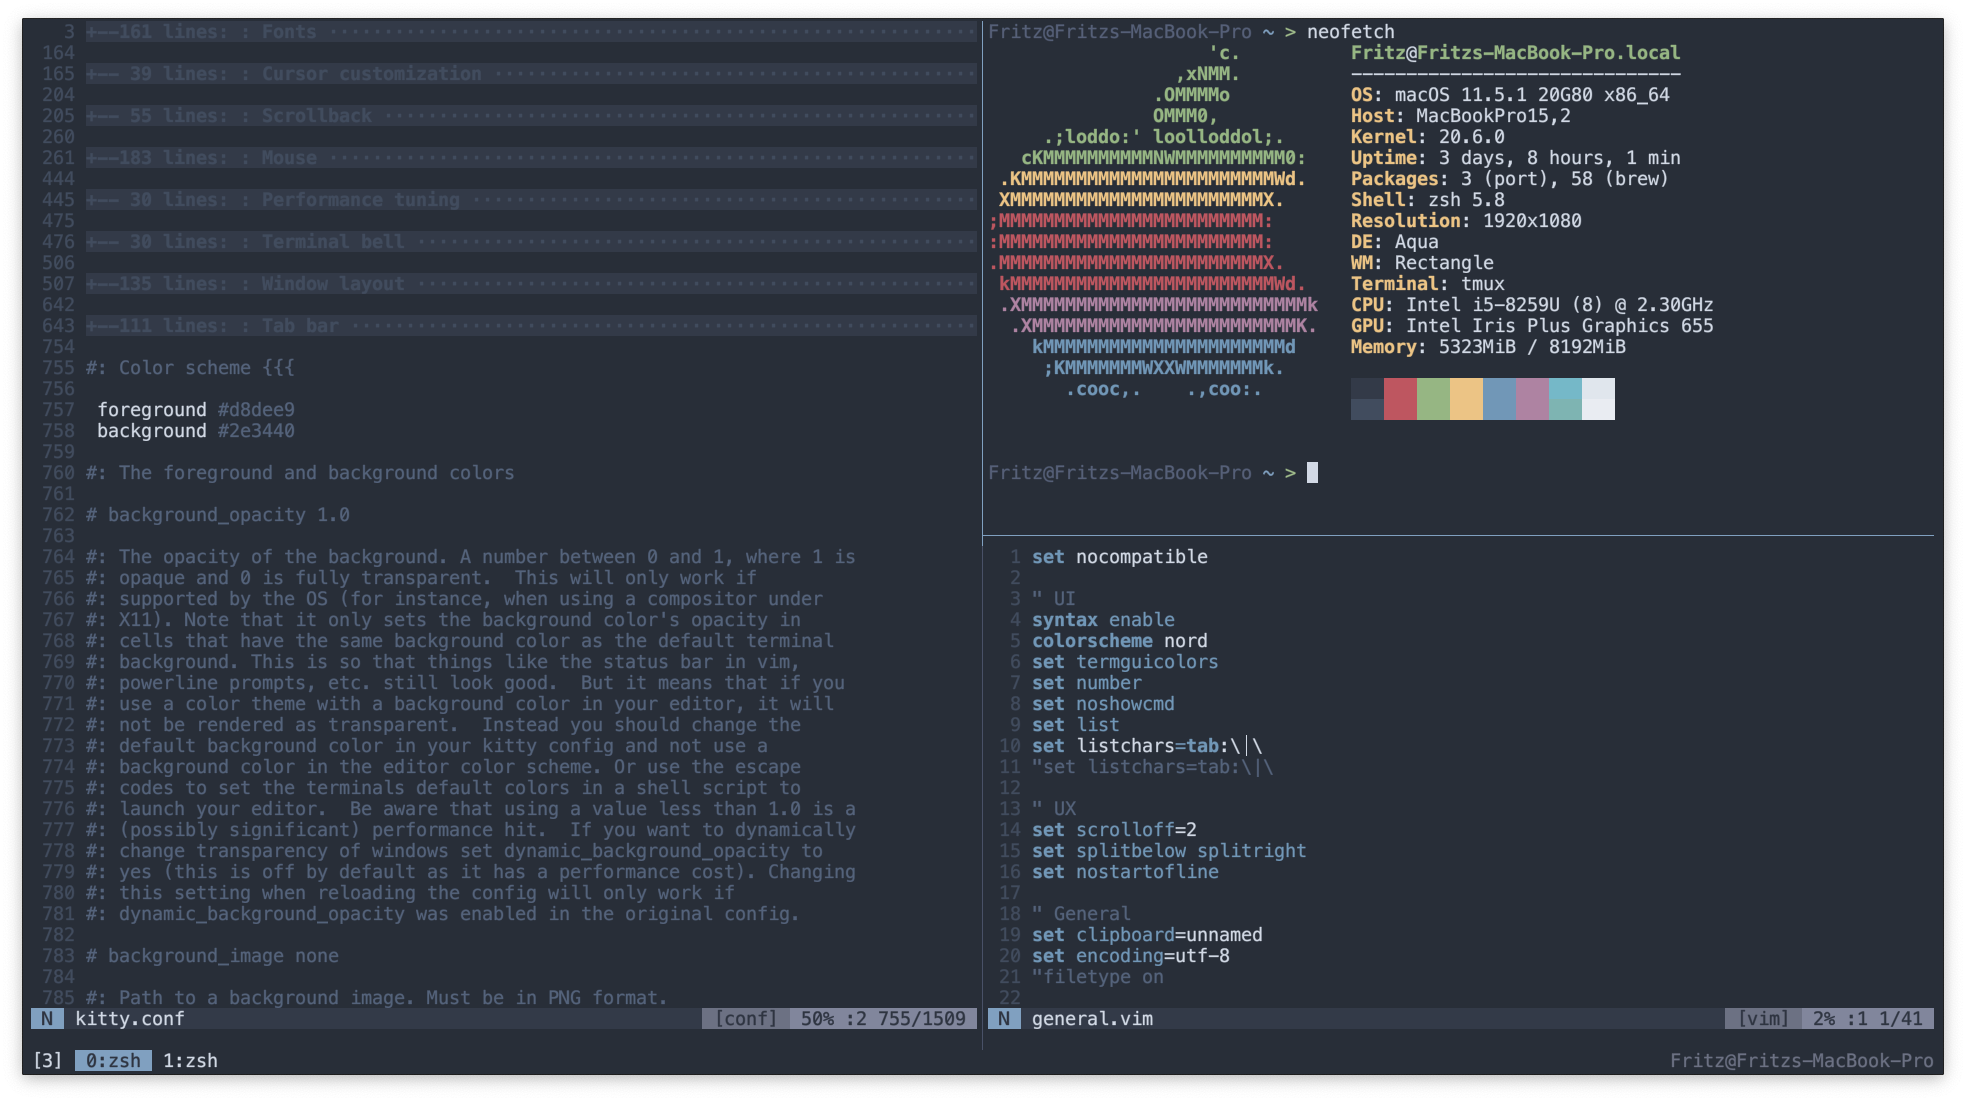 3 +--161 lines: : Fonts ··························································
164
165 +-- 39 lines: : Cursor customization ···········································
204
205 +-- 55 lines: : Scrollback ·····················································
260
261 +--183 lines: : Mouse ··························································
444
445 +-- 30 lines: : Performance tuning ·············································
475
476 +-- 30 lines: : Terminal bell ··················································
506
507 +--135 lines: : Window layout ··················································
642
643 +--111 lines: : Tab bar ························································
754
755 #: Color scheme {{{
756
757  foreground #d8dee9
758  background #2e3440
759
760 #: The foreground and background colors
761
762 # background_opacity 1.0
763
764 #: The opacity of the background. A number between 0 and 1, where 1 is
765 #: opaque and 0 is fully transparent.  This will only work if
766 #: supported by the OS (for instance, when using a compositor under
767 #: X11). Note that it only sets the background color's opacity in
768 #: cells that have the same background color as the default terminal
769 #: background. This is so that things like the status bar in vim,
770 #: powerline prompts, etc. still look good.  But it means that if you
771 #: use a color theme with a background color in your editor, it will
772 #: not be rendered as transparent.  Instead you should change the
773 #: default background color in your kitty config and not use a
774 #: background color in the editor color scheme. Or use the escape
775 #: codes to set the terminals default colors in a shell script to
776 #: launch your editor.  Be aware that using a value less than 1.0 is a
777 #: (possibly significant) performance hit.  If you want to dynamically
778 #: change transparency of windows set dynamic_background_opacity to
779 #: yes (this is off by default as it has a performance cost). Changing
780 #: this setting when reloading the config will only work if
781 #: dynamic_background_opacity was enabled in the original config.
782
783 # background_image none
784
785 #: Path to a background image. Must be in PNG format.
N kitty.conf [conf] 50% :2 755/1509
Fritz@Fritzs-MacBook-Pro ~ > neofetch
                    'c.
                 ,xNMM.
               .OMMMMo
               OMMM0,
     .;loddo:' loolloddol;.
   cKMMMMMMMMMMNWMMMMMMMMMM0:
 .KMMMMMMMMMMMMMMMMMMMMMMMWd.
 XMMMMMMMMMMMMMMMMMMMMMMMX.
;MMMMMMMMMMMMMMMMMMMMMMMM:
:MMMMMMMMMMMMMMMMMMMMMMMM:
.MMMMMMMMMMMMMMMMMMMMMMMMX.
 kMMMMMMMMMMMMMMMMMMMMMMMMWd.
 .XMMMMMMMMMMMMMMMMMMMMMMMMMMk
  .XMMMMMMMMMMMMMMMMMMMMMMMMK.
    kMMMMMMMMMMMMMMMMMMMMMMd
     ;KMMMMMMMWXXWMMMMMMMk.
       .cooc,.    .,coo:.
Fritz@Fritzs-MacBook-Pro.local
------------------------------
OS: macOS 11.5.1 20G80 x86_64
Host: MacBookPro15,2
Kernel: 20.6.0
Uptime: 3 days, 8 hours, 1 min
Packages: 3 (port), 58 (brew)
Shell: zsh 5.8
Resolution: 1920x1080
DE: Aqua
WM: Rectangle
Terminal: tmux
CPU: Intel i5-8259U (8) @ 2.30GHz
GPU: Intel Iris Plus Graphics 655
Memory: 5323MiB / 8192MiB
Fritz@Fritzs-MacBook-Pro ~ >
1 set nocompatible
2
3 " UI
4 syntax enable
5 colorscheme nord
6 set termguicolors
7 set number
8 set noshowcmd
9 set list
10 set listchars=tab:\│\
11 "set listchars=tab:\|\
12
13 " UX
14 set scrolloff=2
15 set splitbelow splitright
16 set nostartofline
17
18 " General
19 set clipboard=unnamed
20 set encoding=utf-8
21 "filetype on
22
N general.vim [vim] 2% :1 1/41
[3] 0:zsh 1:zsh Fritz@Fritzs-MacBook-Pro